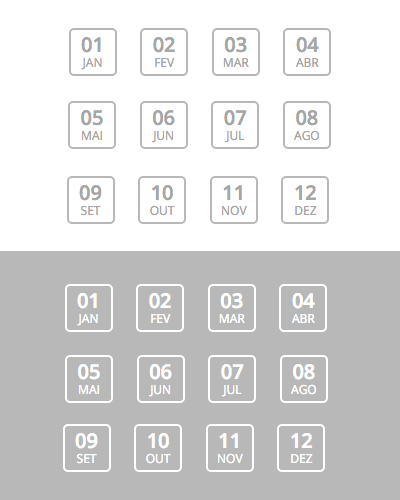 01 02 03 04
JAN FEV MAR ABR
05 06 07 08
MAI JUN JUL AGO
09 10 11 12
SET OUT NOV DEZ
01 02 03 04
JAN FEV MAR ABR
05 06 07 08
MAI JUN JUL AGO
09 10 11 12
SET OUT NOV DEZ